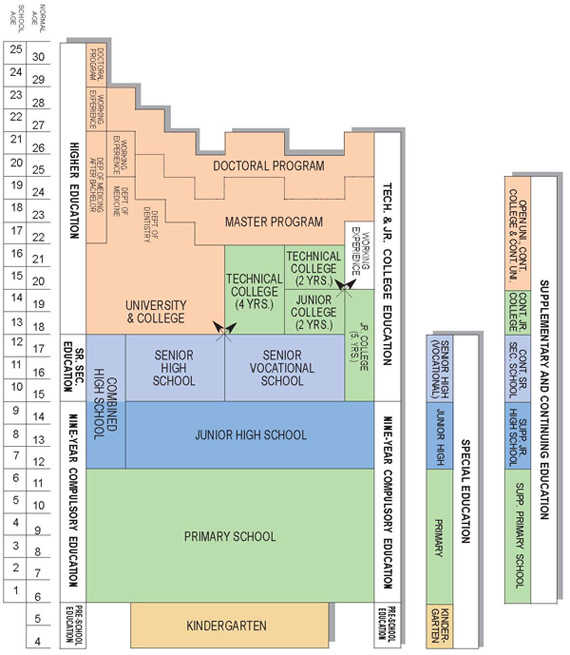 SCHOOL AGE
NORMAL AGE
25
24
23
22
21
20
19
18
17
16
15
14
13
12
11
10
9
8
7
6
5
4
3
2
1
30
29
28
27
26
25
24
23
22
21
20
19
18
17
16
15
14
13
12
11
10
9
8
7
6
5
4
HIGHER EDUCATION
SR. SEC. EDUCATION
NINE-YEAR COMPULSORY EDUCATION
PRE-SCHOOL EDUCATION
DOCTORAL PROGRAM
WORKING EXPERIENCE
DEP. OF MEDICING AFTER BACHELOR
WORKING EXPERIENCE
DEPT. OF MEDICINE
DEPT. OF DENTISTRY
DOCTORAL PROGRAM
MASTER PROGRAM
UNIVERSITY & COLLEGE
TECHNICAL COLLEGE (4 YRS.)
TECHNICAL COLLEGE (2 YRS.)
JUNIOR COLLEGE (2 YRS.)
WORKING EXPERIENCE
JR. COLLEGE (5 YRS.)
COMBINED HIGH SCHOOL
SENIOR HIGH SCHOOL
SENIOR VOCATIONAL SCHOOL
JUNIOR HIGH SCHOOL
PRIMARY SCHOOL
KINDERGARTEN
TECH. & JR. COLLEGE EDUCATION
NINE-YEAR COMPULSORY EDUCATION
PRE-SCHOOL EDUCATION
SENIOR HIGH (VOCATIONAL)
JUNIOR HIGH
PRIMARY
KINDER-GARTEN
SPECIAL EDUCATION
OPEN UNI., CONT. COLLEGE & CONT. UNI.
CONT. JR. COLLEGE
CONT. SR. SEC. SCHOOL
SUPP. JR. HIGH SCHOOL
SUPP. PRIMARY SCHOOL
SUPPLEMENTARY AND CONTINUING EDUCATION